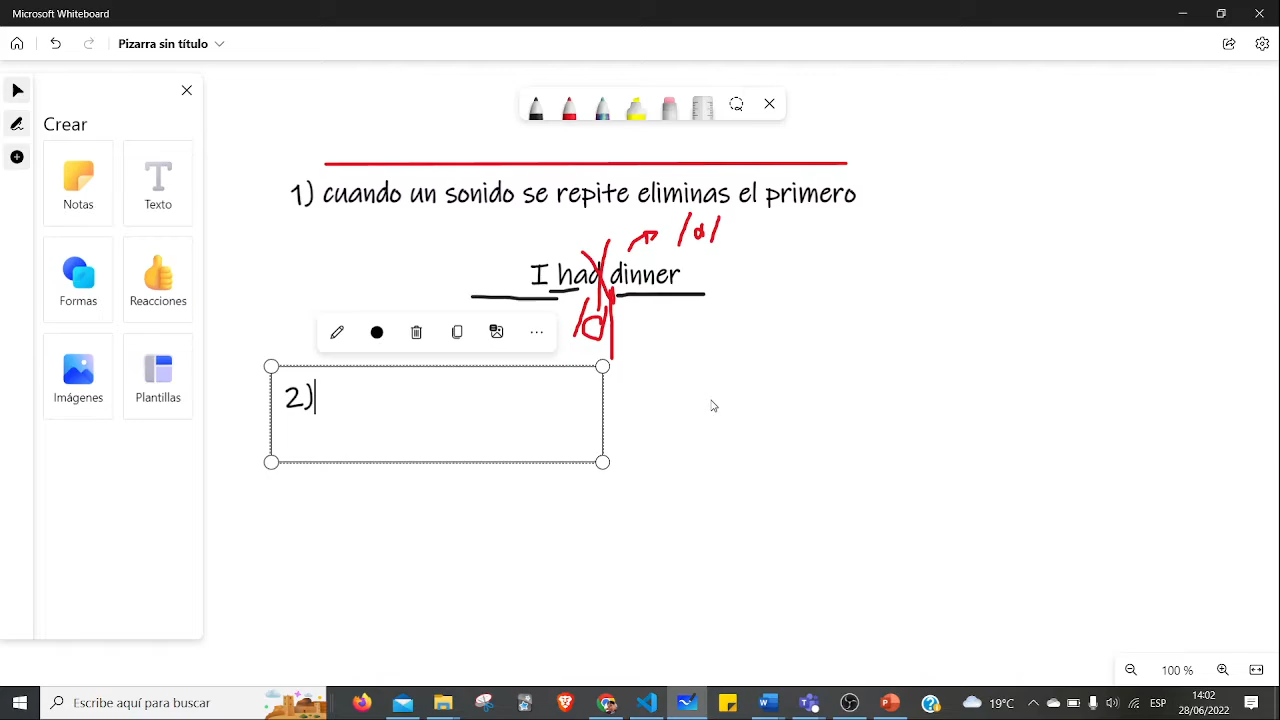 Microsoft Whiteboard
Pizarra sin título
Crear
Notas
Texto
Formas
Reacciones
Imágenes
Plantillas
1) cuando un sonido se repite eliminas el primero
/d/
I had dinner
/d/
2)
100 %
Escribe aquí para buscar
19°C
ESP
14:02
28/06/2022